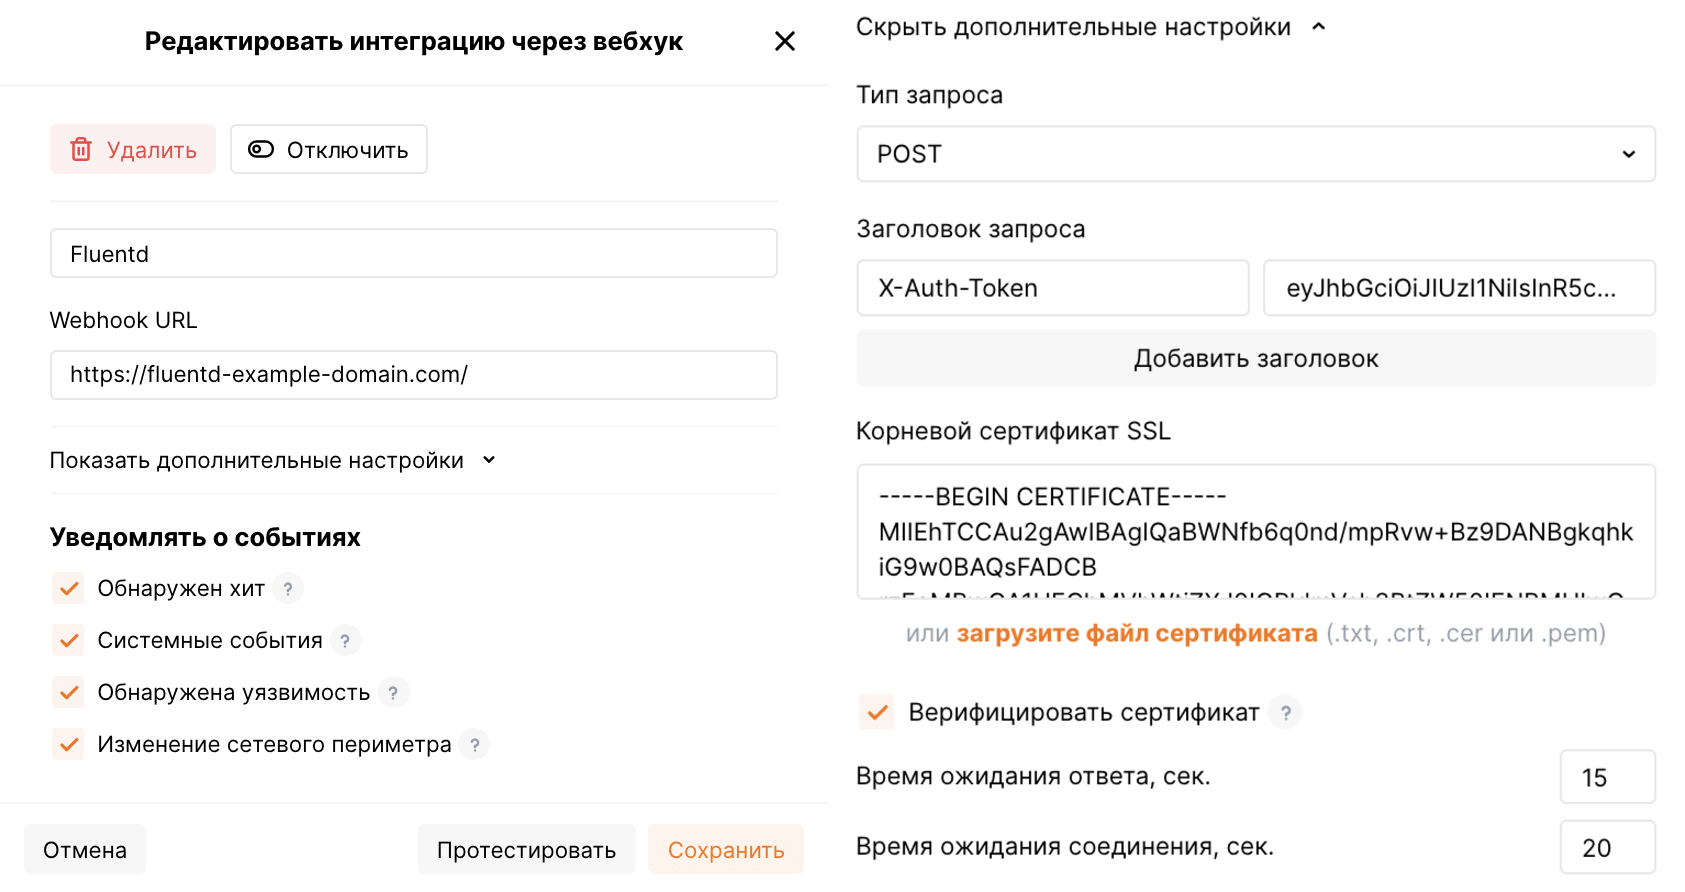 Редактировать интеграцию через вебхук
Удалить
Отключить
Fluentd
Webhook URL
https://fluentd-example-domain.com/
Показать дополнительные настройки
Уведомлять о событиях
Обнаружен хит ?
Системные события ?
Обнаружена уязвимость ?
Изменение сетевого периметра ?
Отмена
Протестировать
Сохранить
Скрыть дополнительные настройки
Тип запроса
POST
Заголовок запроса
X-Auth-Token
eyJhbGciOiJIUzI1NiIsInR5c...
Добавить заголовок
Корневой сертификат SSL
-----BEGIN CERTIFICATE-----
MIIEhTCCAu2gAwIBAgIQaBWNfb6q0nd/mpRvw+Bz9DANBgkqhk
iG9w0BAQsFADCB
или загрузите файл сертификата (.txt, .crt, .cer или .pem)
Верифицировать сертификат ?
Время ожидания ответа, сек.
15
Время ожидания соединения, сек.
20